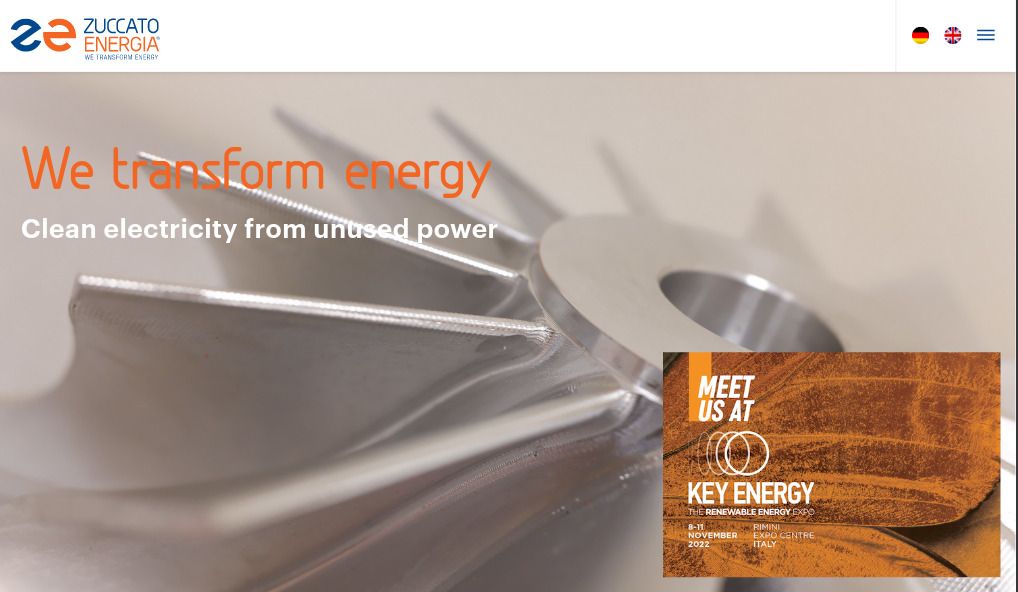 ZUCCATO
ENERGIA®
WE TRANSFORM ENERGY
We transform energy
Clean electricity from unused power
MEET
US AT
KEY ENERGY
THE RENEWABLE ENERGY EXPO
8-11
NOVEMBER
2022
RIMINI
EXPO CENTRE
ITALY